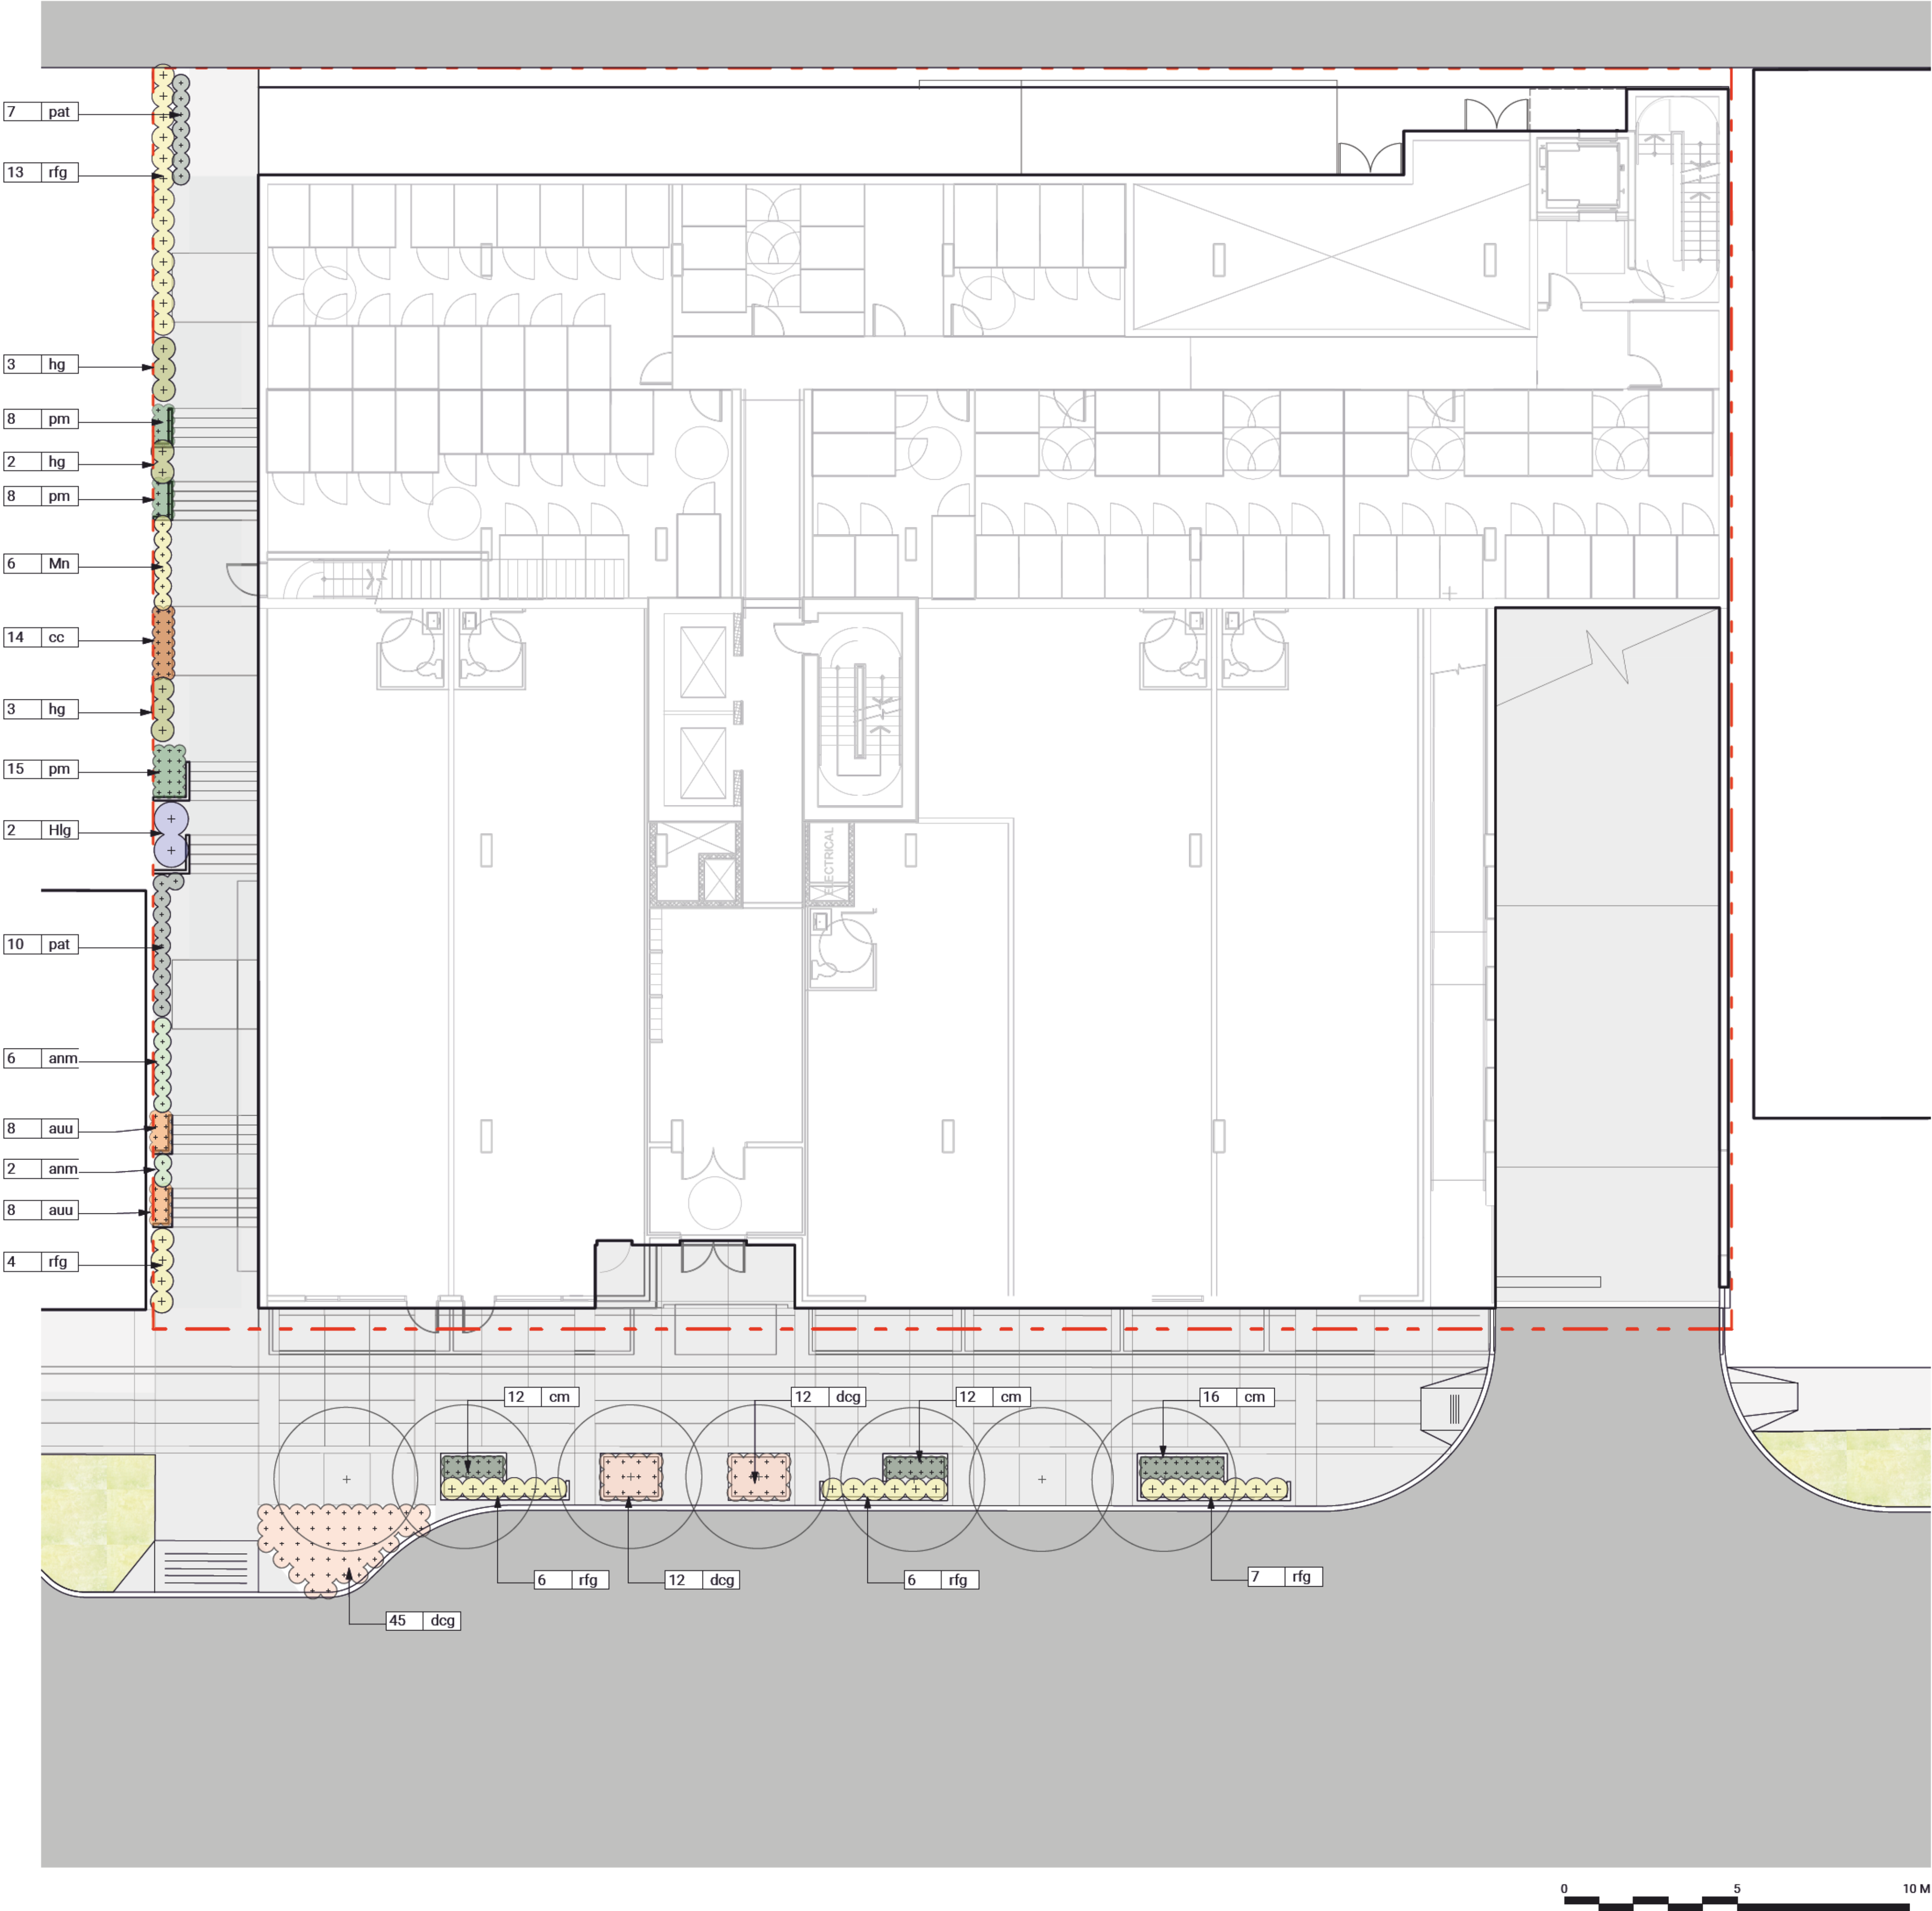 7 pat
13 rfg
3 hg
8 pm
2 hg
8 pm
6 Mn
14 cc
3 hg
15 pm
2 Hlg
ELECTRICAL
10 pat
6 anm
8 auu
2 anm
8 auu
4 rfg
12 cm
12 dcg
12 cm
16 cm
6 rfg
12 dcg
6 rfg
7 rfg
45 dcg
0 5 10 M